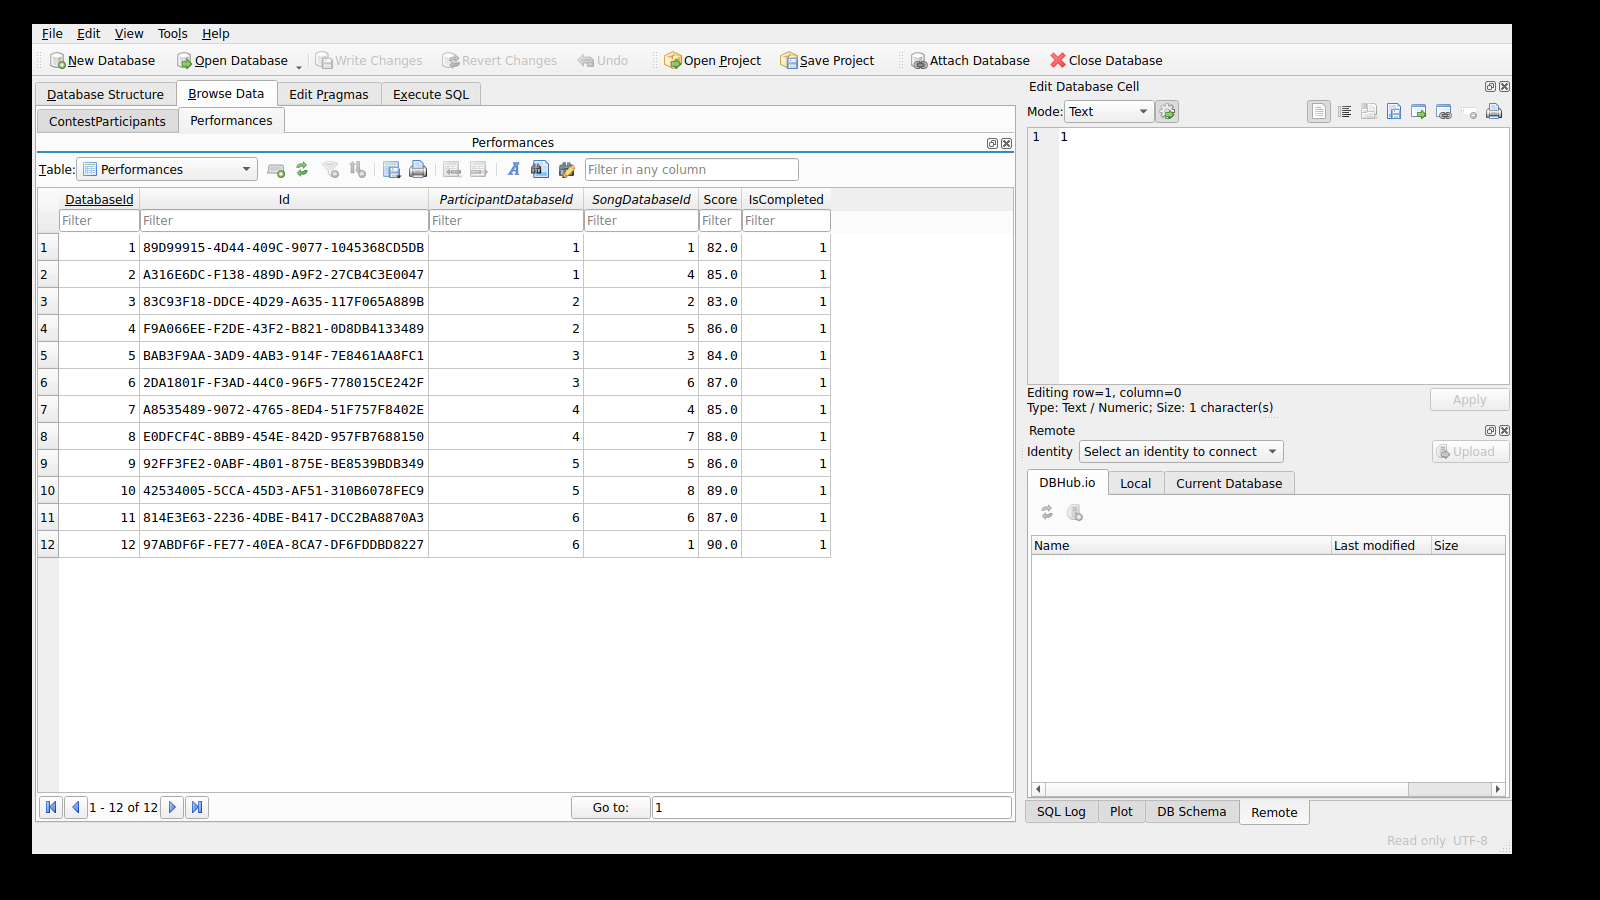 File Edit View Tools Help
New Database Open Database Write Changes Revert Changes Undo Open Project Save Project Attach Database Close Database
Database Structure Browse Data Edit Pragmas Execute SQL
ContestParticipants Performances
Performances
Table: Performances Filter in any column
DatabaseId Id ParticipantDatabaseId SongDatabaseId Score IsCompleted
Filter Filter Filter Filter Filter Filter
1 1 89D99915-4D44-409C-9077-1045368CD5DB 1 1 82.0 1
2 2 A316E6DC-F138-489D-A9F2-27CB4C3E0047 1 4 85.0 1
3 3 83C93F18-DDCE-4D29-A635-117F065A889B 2 2 83.0 1
4 4 F9A066EE-F2DE-43F2-B821-0D8DB4133489 2 5 86.0 1
5 5 BAB3F9AA-3AD9-4AB3-914F-7E8461AA8FC1 3 3 84.0 1
6 6 2DA1801F-F3AD-44C0-96F5-778015CE242F 3 6 87.0 1
7 7 A8535489-9072-4765-8ED4-51F757F8402E 4 4 85.0 1
8 8 E0DFCF4C-8BB9-454E-842D-957FB7688150 4 7 88.0 1
9 9 92FF3FE2-0ABF-4B01-875E-BE8539BDB349 5 5 86.0 1
10 10 42534005-5CCA-45D3-AF51-310B6078FEC9 5 8 89.0 1
11 11 814E3E63-2236-4DBE-B417-DCC2BA8870A3 6 6 87.0 1
12 12 97ABDF6F-FE77-40EA-8CA7-DF6FDDBD8227 6 1 90.0 1
1 - 12 of 12 Go to: 1
Edit Database Cell
Mode: Text
1 1
Editing row=1, column=0
Type: Text / Numeric; Size: 1 character(s)
Apply
Remote
Identity Select an identity to connect Upload
DBHub.io Local Current Database
Name Last modified Size
SQL Log Plot DB Schema Remote
Read only UTF-8